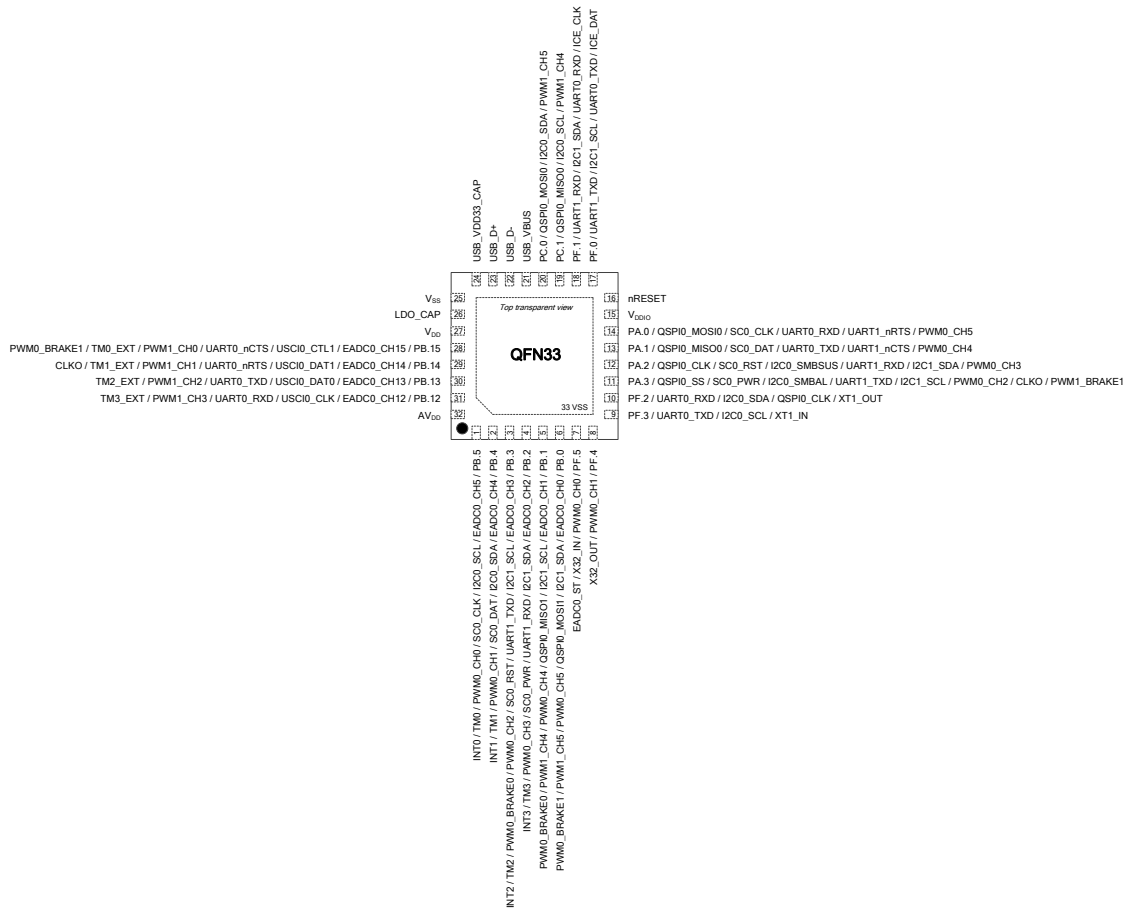 USB_VDD33_CAP
USB_D+
USB_D-
USB_VBUS
PC.0 / QSPI0_MOSI0 / I2C0_SDA / PWM1_CH5
PC.1 / QSPI0_MISO0 / I2C0_SCL / PWM1_CH4
PF.1 / UART1_RXD / I2C1_SDA / UART0_RXD / ICE_CLK
PF.0 / UART1_TXD / I2C1_SCL / UART0_TXD / ICE_DAT
24
23
22
21
20
19
18
17
VSS 25
LDO_CAP 26
VDD 27
PWM0_BRAKE1 / TM0_EXT / PWM1_CH0 / UART0_nCTS / USCI0_CTL1 / EADC0_CH15 / PB.15 28
CLKO / TM1_EXT / PWM1_CH1 / UART0_nRTS / USCI0_DAT1 / EADC0_CH14 / PB.14 29
TM2_EXT / PWM1_CH2 / UART0_TXD / USCI0_DAT0 / EADC0_CH13 / PB.13 30
TM3_EXT / PWM1_CH3 / UART0_RXD / USCI0_CLK / EADC0_CH12 / PB.12 31
AVDD 32
Top transparent view
QFN33
33 VSS
16 nRESET
15 VDDIO
14 PA.0 / QSPI0_MOSI0 / SC0_CLK / UART0_RXD / UART1_nRTS / PWM0_CH5
13 PA.1 / QSPI0_MISO0 / SC0_DAT / UART0_TXD / UART1_nCTS / PWM0_CH4
12 PA.2 / QSPI0_CLK / SC0_RST / I2C0_SMBSUS / UART1_RXD / I2C1_SDA / PWM0_CH3
11 PA.3 / QSPI0_SS / SC0_PWR / I2C0_SMBAL / UART1_TXD / I2C1_SCL / PWM0_CH2 / CLKO / PWM1_BRAKE1
10 PF.2 / UART0_RXD / I2C0_SDA / QSPI0_CLK / XT1_OUT
9 PF.3 / UART0_TXD / I2C0_SCL / XT1_IN
1
2
3
4
5
6
7
8
INT0 / TM0 / PWM0_CH0 / SC0_CLK / I2C0_SCL / EADC0_CH5 / PB.5
INT1 / TM1 / PWM0_CH1 / SC0_DAT / I2C0_SDA / EADC0_CH4 / PB.4
INT2 / TM2 / PWM0_BRAKE0 / PWM0_CH2 / SC0_RST / UART1_TXD / I2C1_SCL / EADC0_CH3 / PB.3
INT3 / TM3 / PWM0_CH3 / SC0_PWR / UART1_RXD / I2C1_SDA / EADC0_CH2 / PB.2
PWM0_BRAKE0 / PWM1_CH4 / PWM0_CH4 / QSPI0_MISO1 / I2C1_SCL / EADC0_CH1 / PB.1
PWM0_BRAKE1 / PWM1_CH5 / PWM0_CH5 / QSPI0_MOSI1 / I2C1_SDA / EADC0_CH0 / PB.0
EADC0_ST / X32_IN / PWM0_CH0 / PF.5
X32_OUT / PWM0_CH1 / PF.4